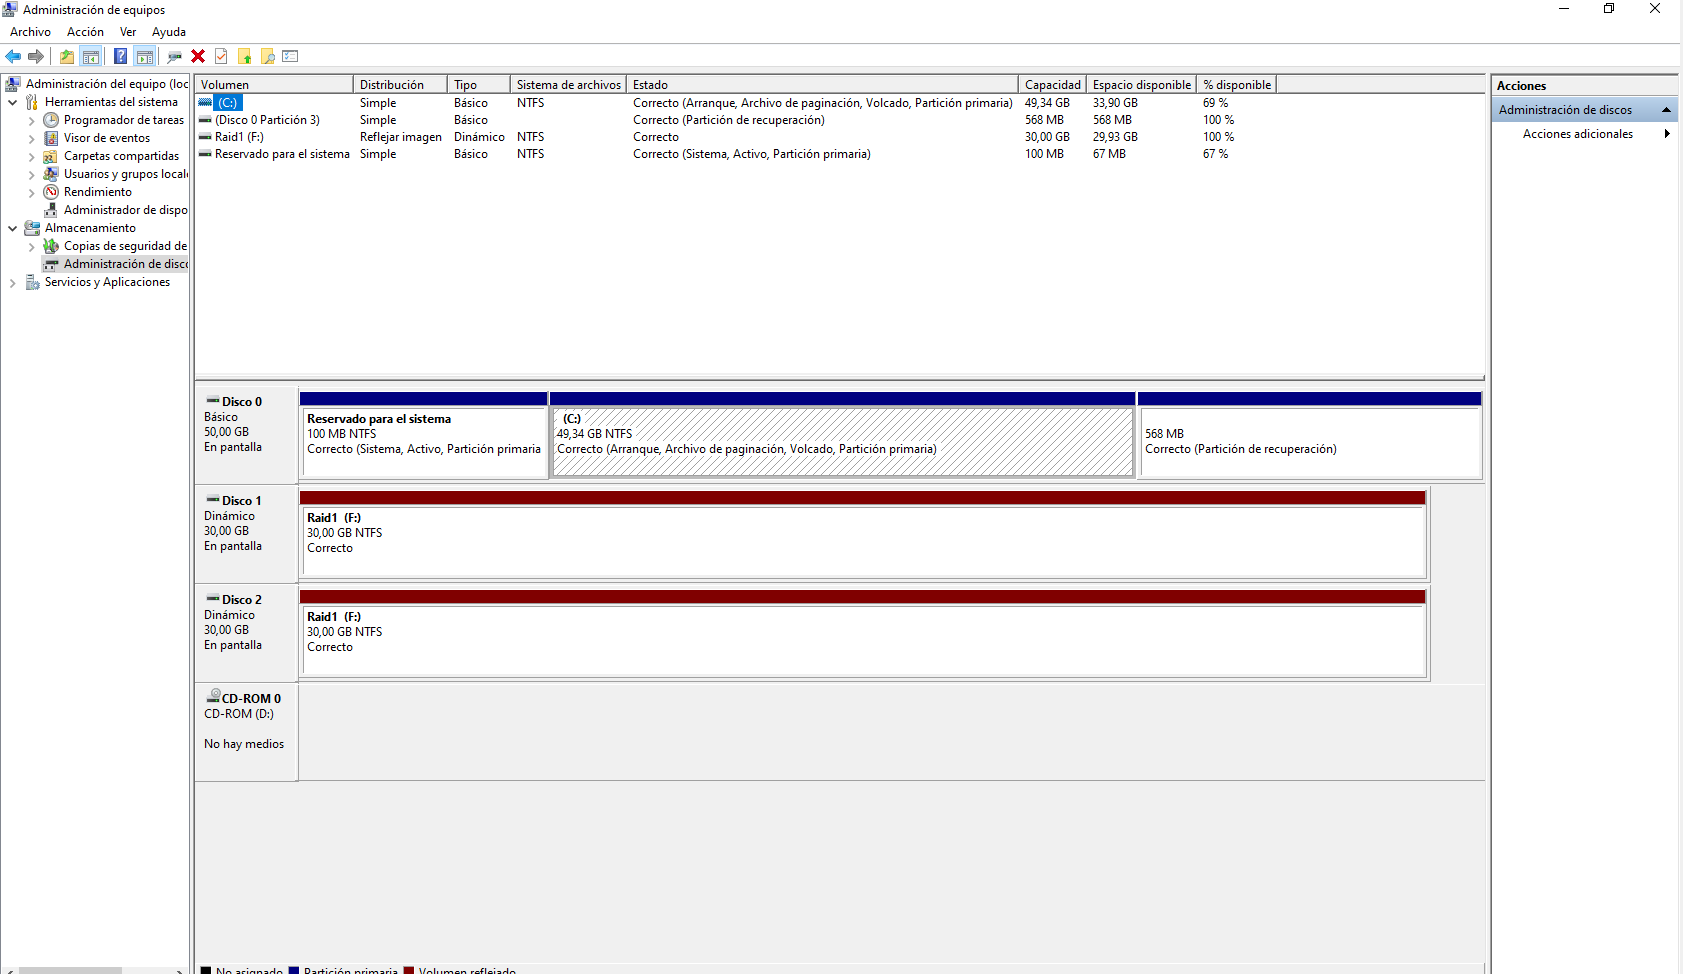 Administración de equipos
Archivo Acción Ver Ayuda
Administración del equipo (loc
Herramientas del sistema
Programador de tareas
Visor de eventos
Carpetas compartidas
Usuarios y grupos local
Rendimiento
Administrador de dispo
Almacenamiento
Copias de seguridad de
Administración de disc
Servicios y Aplicaciones
Volumen Distribución Tipo Sistema de archivos Estado Capacidad Espacio disponible % disponible
(C:) Simple Básico NTFS Correcto (Arranque, Archivo de paginación, Volcado, Partición primaria) 49,34 GB 33,90 GB 69 %
(Disco 0 Partición 3) Simple Básico Correcto (Partición de recuperación) 568 MB 568 MB 100 %
Raid1 (F:) Reflejar imagen Dinámico NTFS Correcto 30,00 GB 29,93 GB 100 %
Reservado para el sistema Simple Básico NTFS Correcto (Sistema, Activo, Partición primaria) 100 MB 67 MB 67 %
Disco 0
Básico
50,00 GB
En pantalla
Reservado para el sistema
100 MB NTFS
Correcto (Sistema, Activo, Partición primaria
(C:)
49,34 GB NTFS
Correcto (Arranque, Archivo de paginación, Volcado, Partición primaria)
568 MB
Correcto (Partición de recuperación)
Disco 1
Dinámico
30,00 GB
En pantalla
Raid1 (F:)
30,00 GB NTFS
Correcto
Disco 2
Dinámico
30,00 GB
En pantalla
Raid1 (F:)
30,00 GB NTFS
Correcto
CD-ROM 0
CD-ROM (D:)
No hay medios
No asignado Partición primaria Volumen reflejado
Acciones
Administración de discos
Acciones adicionales